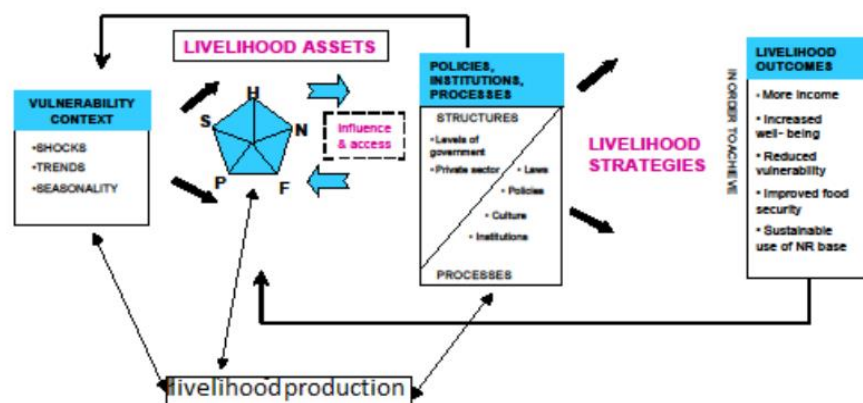 LIVELIHOOD ASSETS
VULNERABILITY
CONTEXT
•SHOCKS
•TRENDS
•SEASONALITY
H
S
N
P
F
Influence
& access
POLICIES,
INSTITUTIONS,
PROCESSES
STRUCTURES
•Levels of
government
•Private sector
• Laws
• Policies
• Culture
• Institutions
PROCESSES
LIVELIHOOD
STRATEGIES
IN ORDER TO ACHIEVE
LIVELIHOOD
OUTCOMES
• More Income
• Increased
well- being
• Reduced
vulnerability
• Improved food
security
• Sustainable
use of NR base
livelihood production